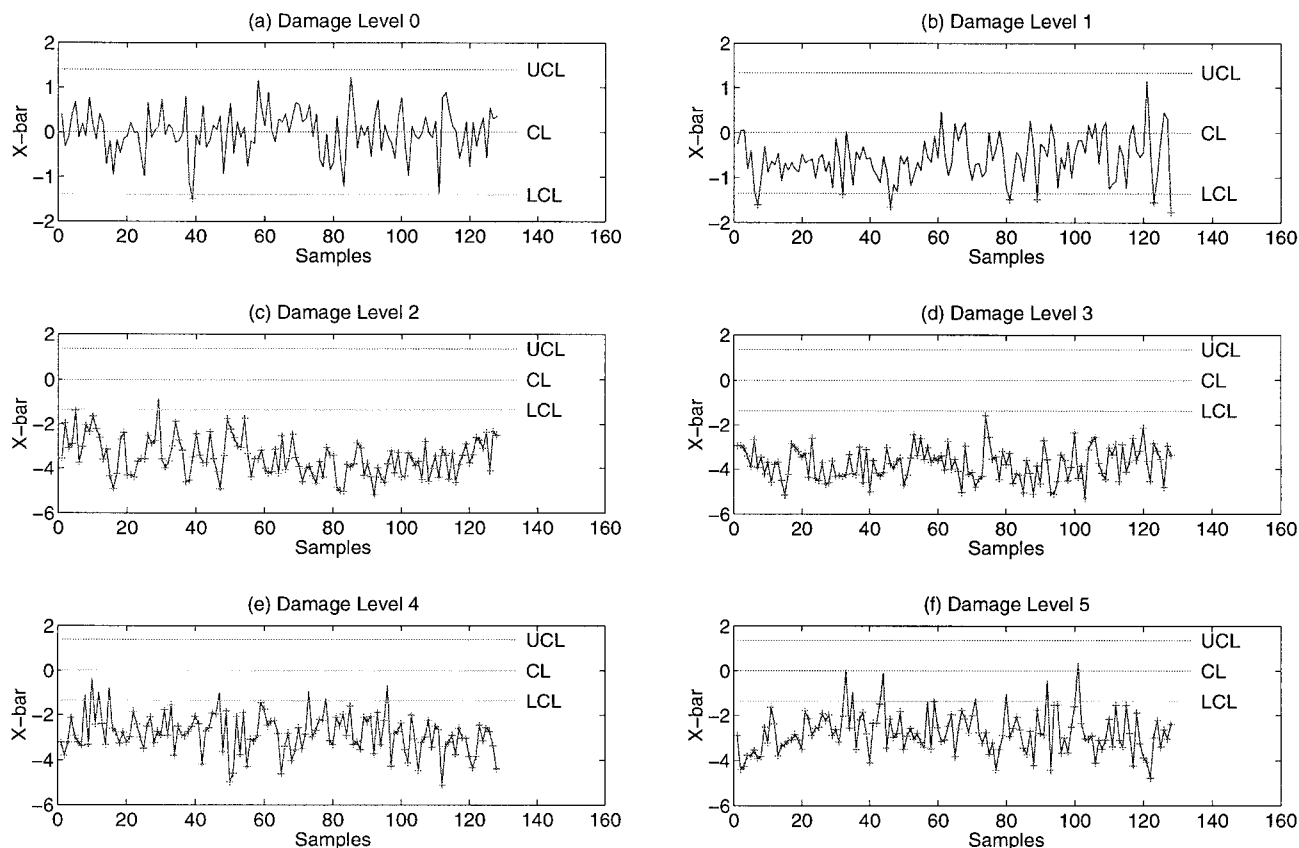 (a) Damage Level 0
X-bar
2
1
0
−1
−2
UCL
CL
LCL
0 20 40 60 80 100 120 140 160
Samples
(b) Damage Level 1
X-bar
2
1
0
−1
−2
UCL
CL
LCL
0 20 40 60 80 100 120 140 160
Samples
(c) Damage Level 2
X-bar
2
0
−2
−4
−6
UCL
CL
LCL
0 20 40 60 80 100 120 140 160
Samples
(d) Damage Level 3
X-bar
2
0
−2
−4
−6
UCL
CL
LCL
0 20 40 60 80 100 120 140 160
Samples
(e) Damage Level 4
X-bar
2
0
−2
−4
−6
UCL
CL
LCL
0 20 40 60 80 100 120 140 160
Samples
(f) Damage Level 5
X-bar
2
0
−2
−4
−6
UCL
CL
LCL
0 20 40 60 80 100 120 140 160
Samples